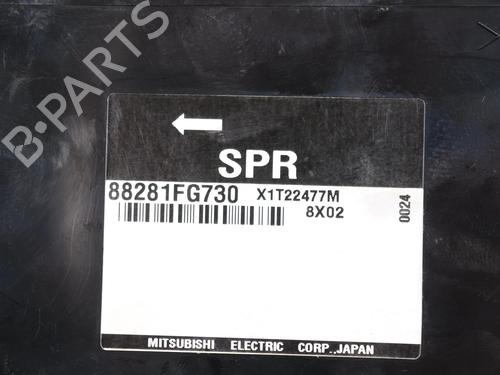 B-PARTS
SPR
88281FG730 X1T22477M
8X02
0024
MITSUBISHI ELECTRIC CORP.,JAPAN